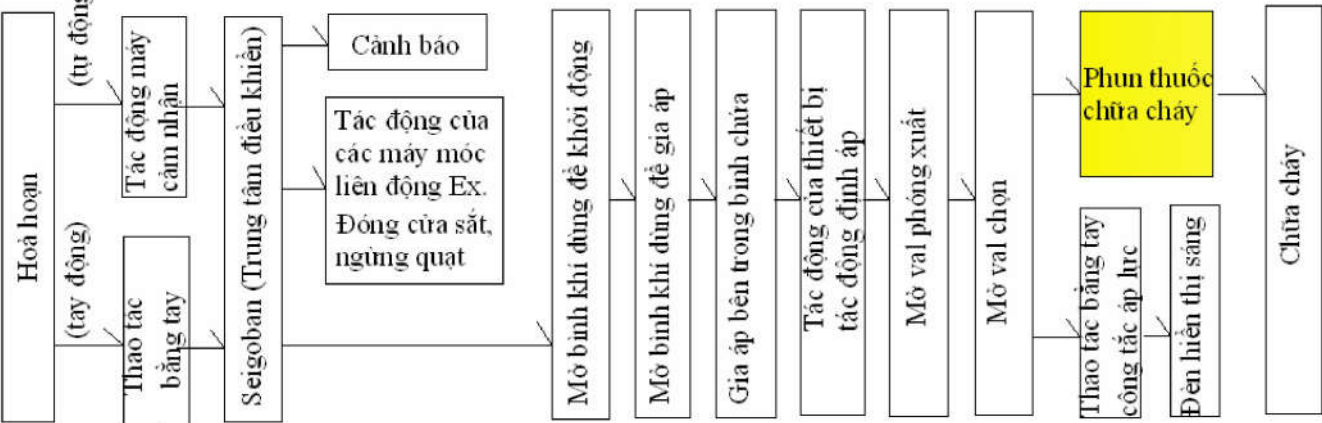 Hoả hoạn
(tự động
(tay động)
Tác động máy
cảm nhận
Thao tác
bằng tay
Seigoban (Trung tâm điều khiển)
Cảnh báo
Tác động của
các máy móc
liên động Ex.
Đóng cửa sắt,
ngừng quạt
Mở bình khí dùng để khởi động
Mở bình khí dùng để gia áp
Gia áp bên trong bình chứa
Tác động của thiết bị
tác động định áp
Mở val phóng xuất
Mở val chọn
Phun thuốc
chữa cháy
Thao tác bằng tay
công tắc áp lực
Đèn hiển thị sáng
Chữa cháy